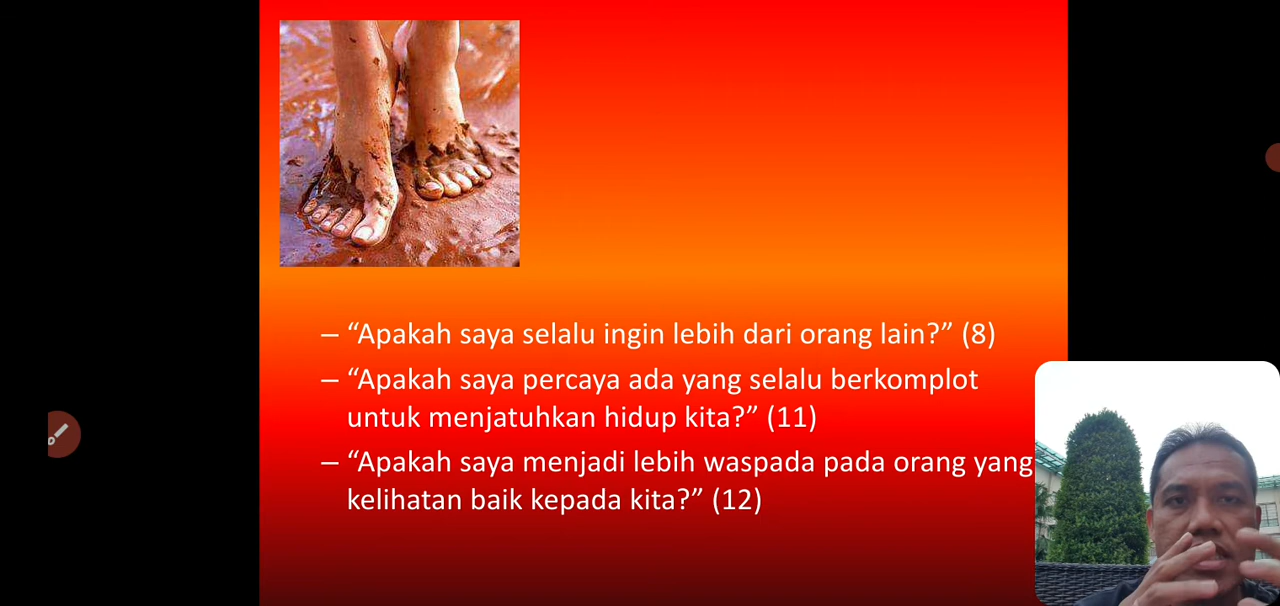 – “Apakah saya selalu ingin lebih dari orang lain?” (8)
– “Apakah saya percaya ada yang selalu berkomplot
untuk menjatuhkan hidup kita?” (11)
– “Apakah saya menjadi lebih waspada pada orang yang
kelihatan baik kepada kita?” (12)